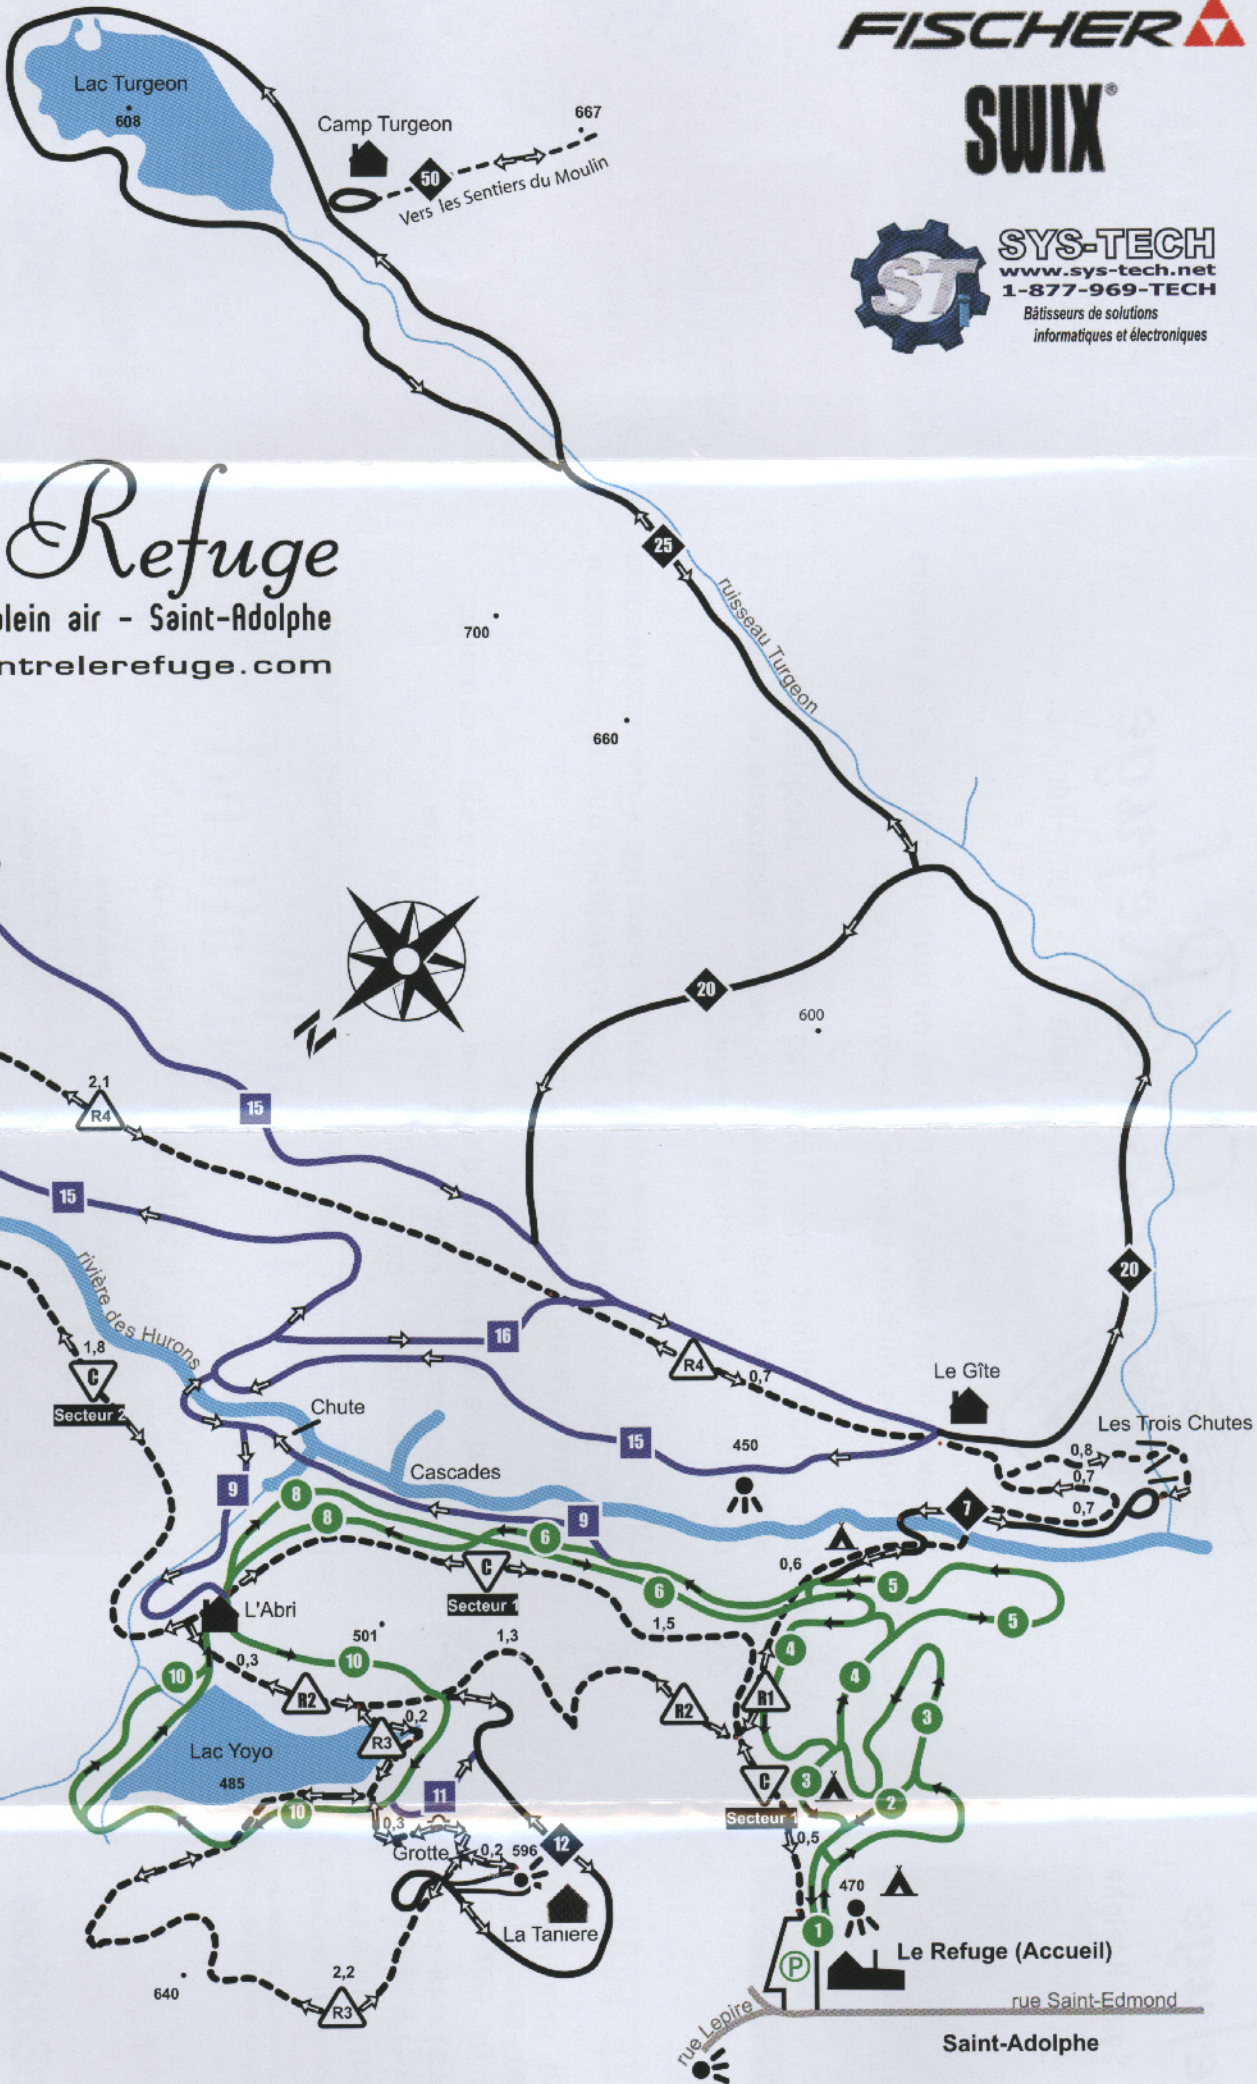 FISCHER
SWIX®
Lac Turgeon
608
Camp Turgeon
667
50
Vers les Sentiers du Moulin
ST
SYS-TECH
www.sys-tech.net
1-877-969-TECH
Bâtisseurs de solutions
informatiques et électroniques
Refuge
plein air - Saint-Adolphe
ntrelerefuge.com
25
ruisseau Turgeon
700
660
20
600
N
2,1
R4
15
15
20
rivière des Hurons
16
R4
0,7
1,8
C
Secteur 2
Le Gîte
Chute
Les Trois Chutes
15
450
0,8
0,7
0,7
Cascades
9
8
8
9
6
7
0,6
C
Secteur 1
6
5
5
L'Abri
501
1,3
1,5
10
10
0,3
4
4
R2
R2
R1
3
0,2
R3
Lac Yoyo
485
C
Secteur 1
3
2
11
10
0,3
Grotte
0,2
596
12
0,5
470
La Taniere
1
Le Refuge (Accueil)
P
2,2
640
R3
rue Lepire
rue Saint-Edmond
Saint-Adolphe